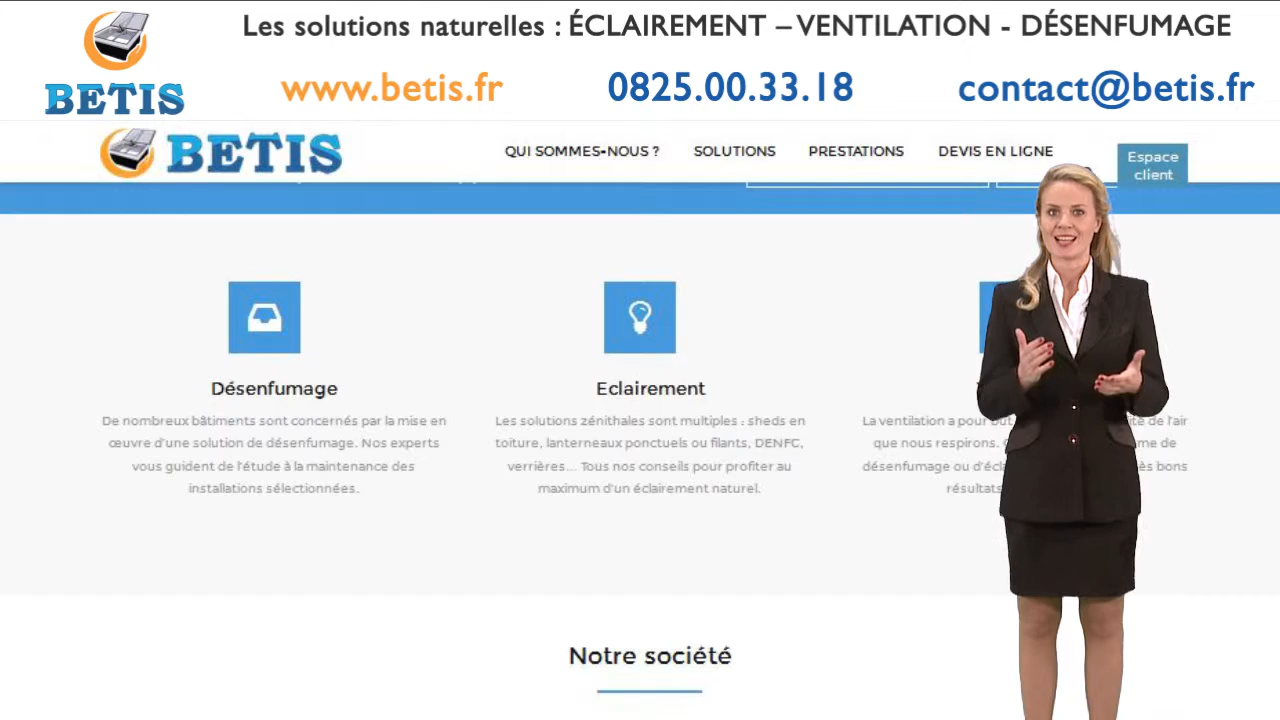 Les solutions naturelles : ÉCLAIREMENT – VENTILATION - DÉSENFUMAGE
BETIS
www.betis.fr 0825.00.33.18 contact@betis.fr
BETIS
QUI SOMMES-NOUS ? SOLUTIONS PRESTATIONS DEVIS EN LIGNE
Espace
client
Désenfumage
De nombreux bâtiments sont concernés par la mise en
œuvre d'une solution de désenfumage. Nos experts
vous guident de l'étude à la maintenance des
installations sélectionnées.
Eclairement
Les solutions zénithales sont multiples : sheds en
toiture, lanterneaux ponctuels ou filants, DENFC,
verrières... Tous nos conseils pour profiter au
maximum d'un éclairement naturel.
La ventilation a pour but de l'air
que nous respirons. de
désenfumage ou bons
résultats
Notre société